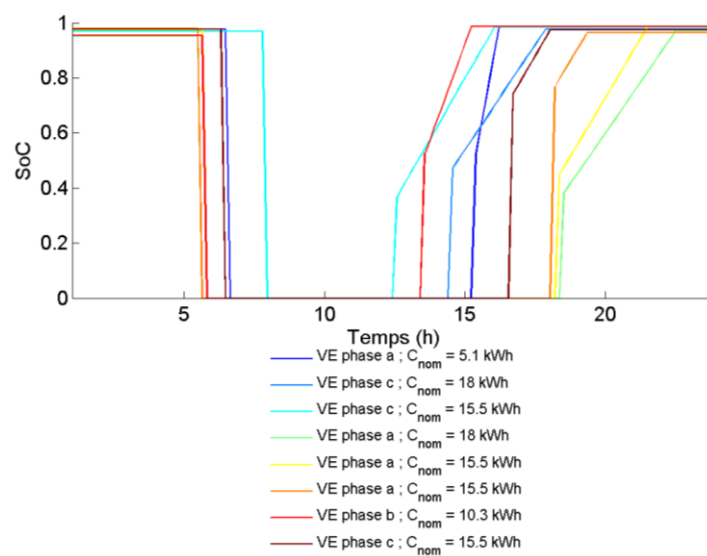 1
0.8
0.6
0.4
0.2
0
SoC
5 10 15 20
Temps (h)
VE phase a ; Cnom = 5.1 kWh
VE phase c ; Cnom = 18 kWh
VE phase c ; Cnom = 15.5 kWh
VE phase a ; Cnom = 18 kWh
VE phase a ; Cnom = 15.5 kWh
VE phase a ; Cnom = 15.5 kWh
VE phase b ; Cnom = 10.3 kWh
VE phase c ; Cnom = 15.5 kWh